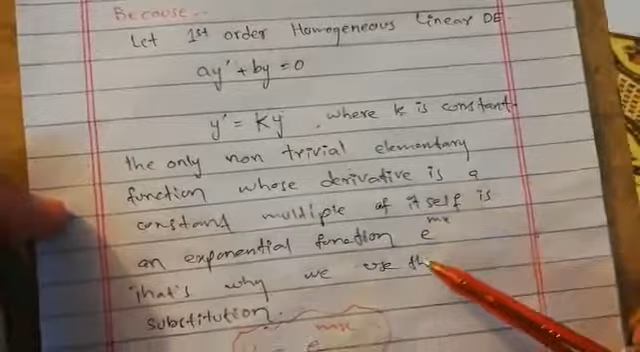 Because..
Let 1st order Homogeneous Linear DE.
ay' + by = 0
y' = Ky , where k is constant.
the only non trivial elementary
function whose derivative is a
constant multiple of itself is
an exponential function e^mx
That's why we use
substitution.
= e^mx